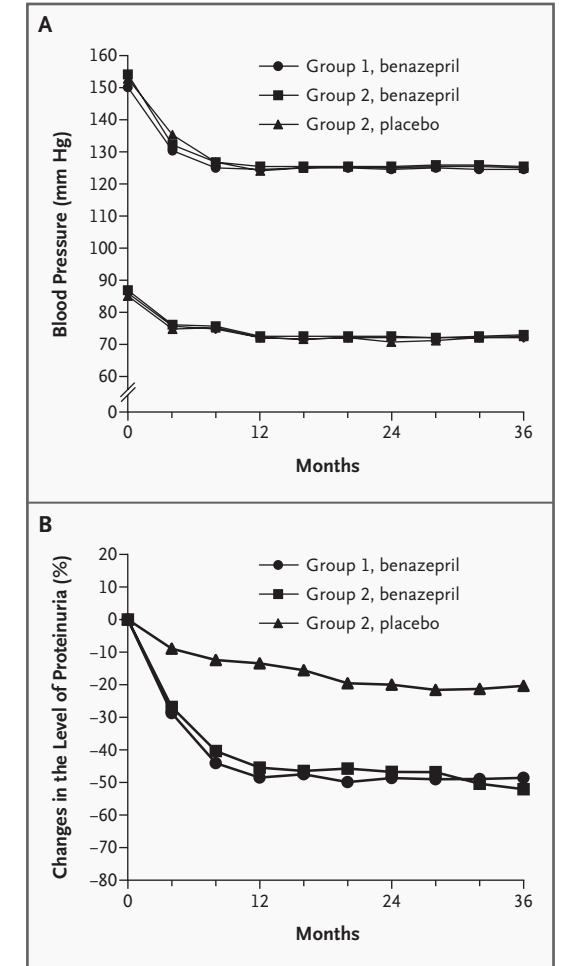 A
Blood Pressure (mm Hg)
160
150
140
130
120
110
100
90
80
70
60
0
Group 1, benazepril
Group 2, benazepril
Group 2, placebo
0 12 24 36
Months
B
Changes in the Level of Proteinuria (%)
20
10
0
−10
−20
−30
−40
−50
−60
−70
−80
Group 1, benazepril
Group 2, benazepril
Group 2, placebo
0 12 24 36
Months